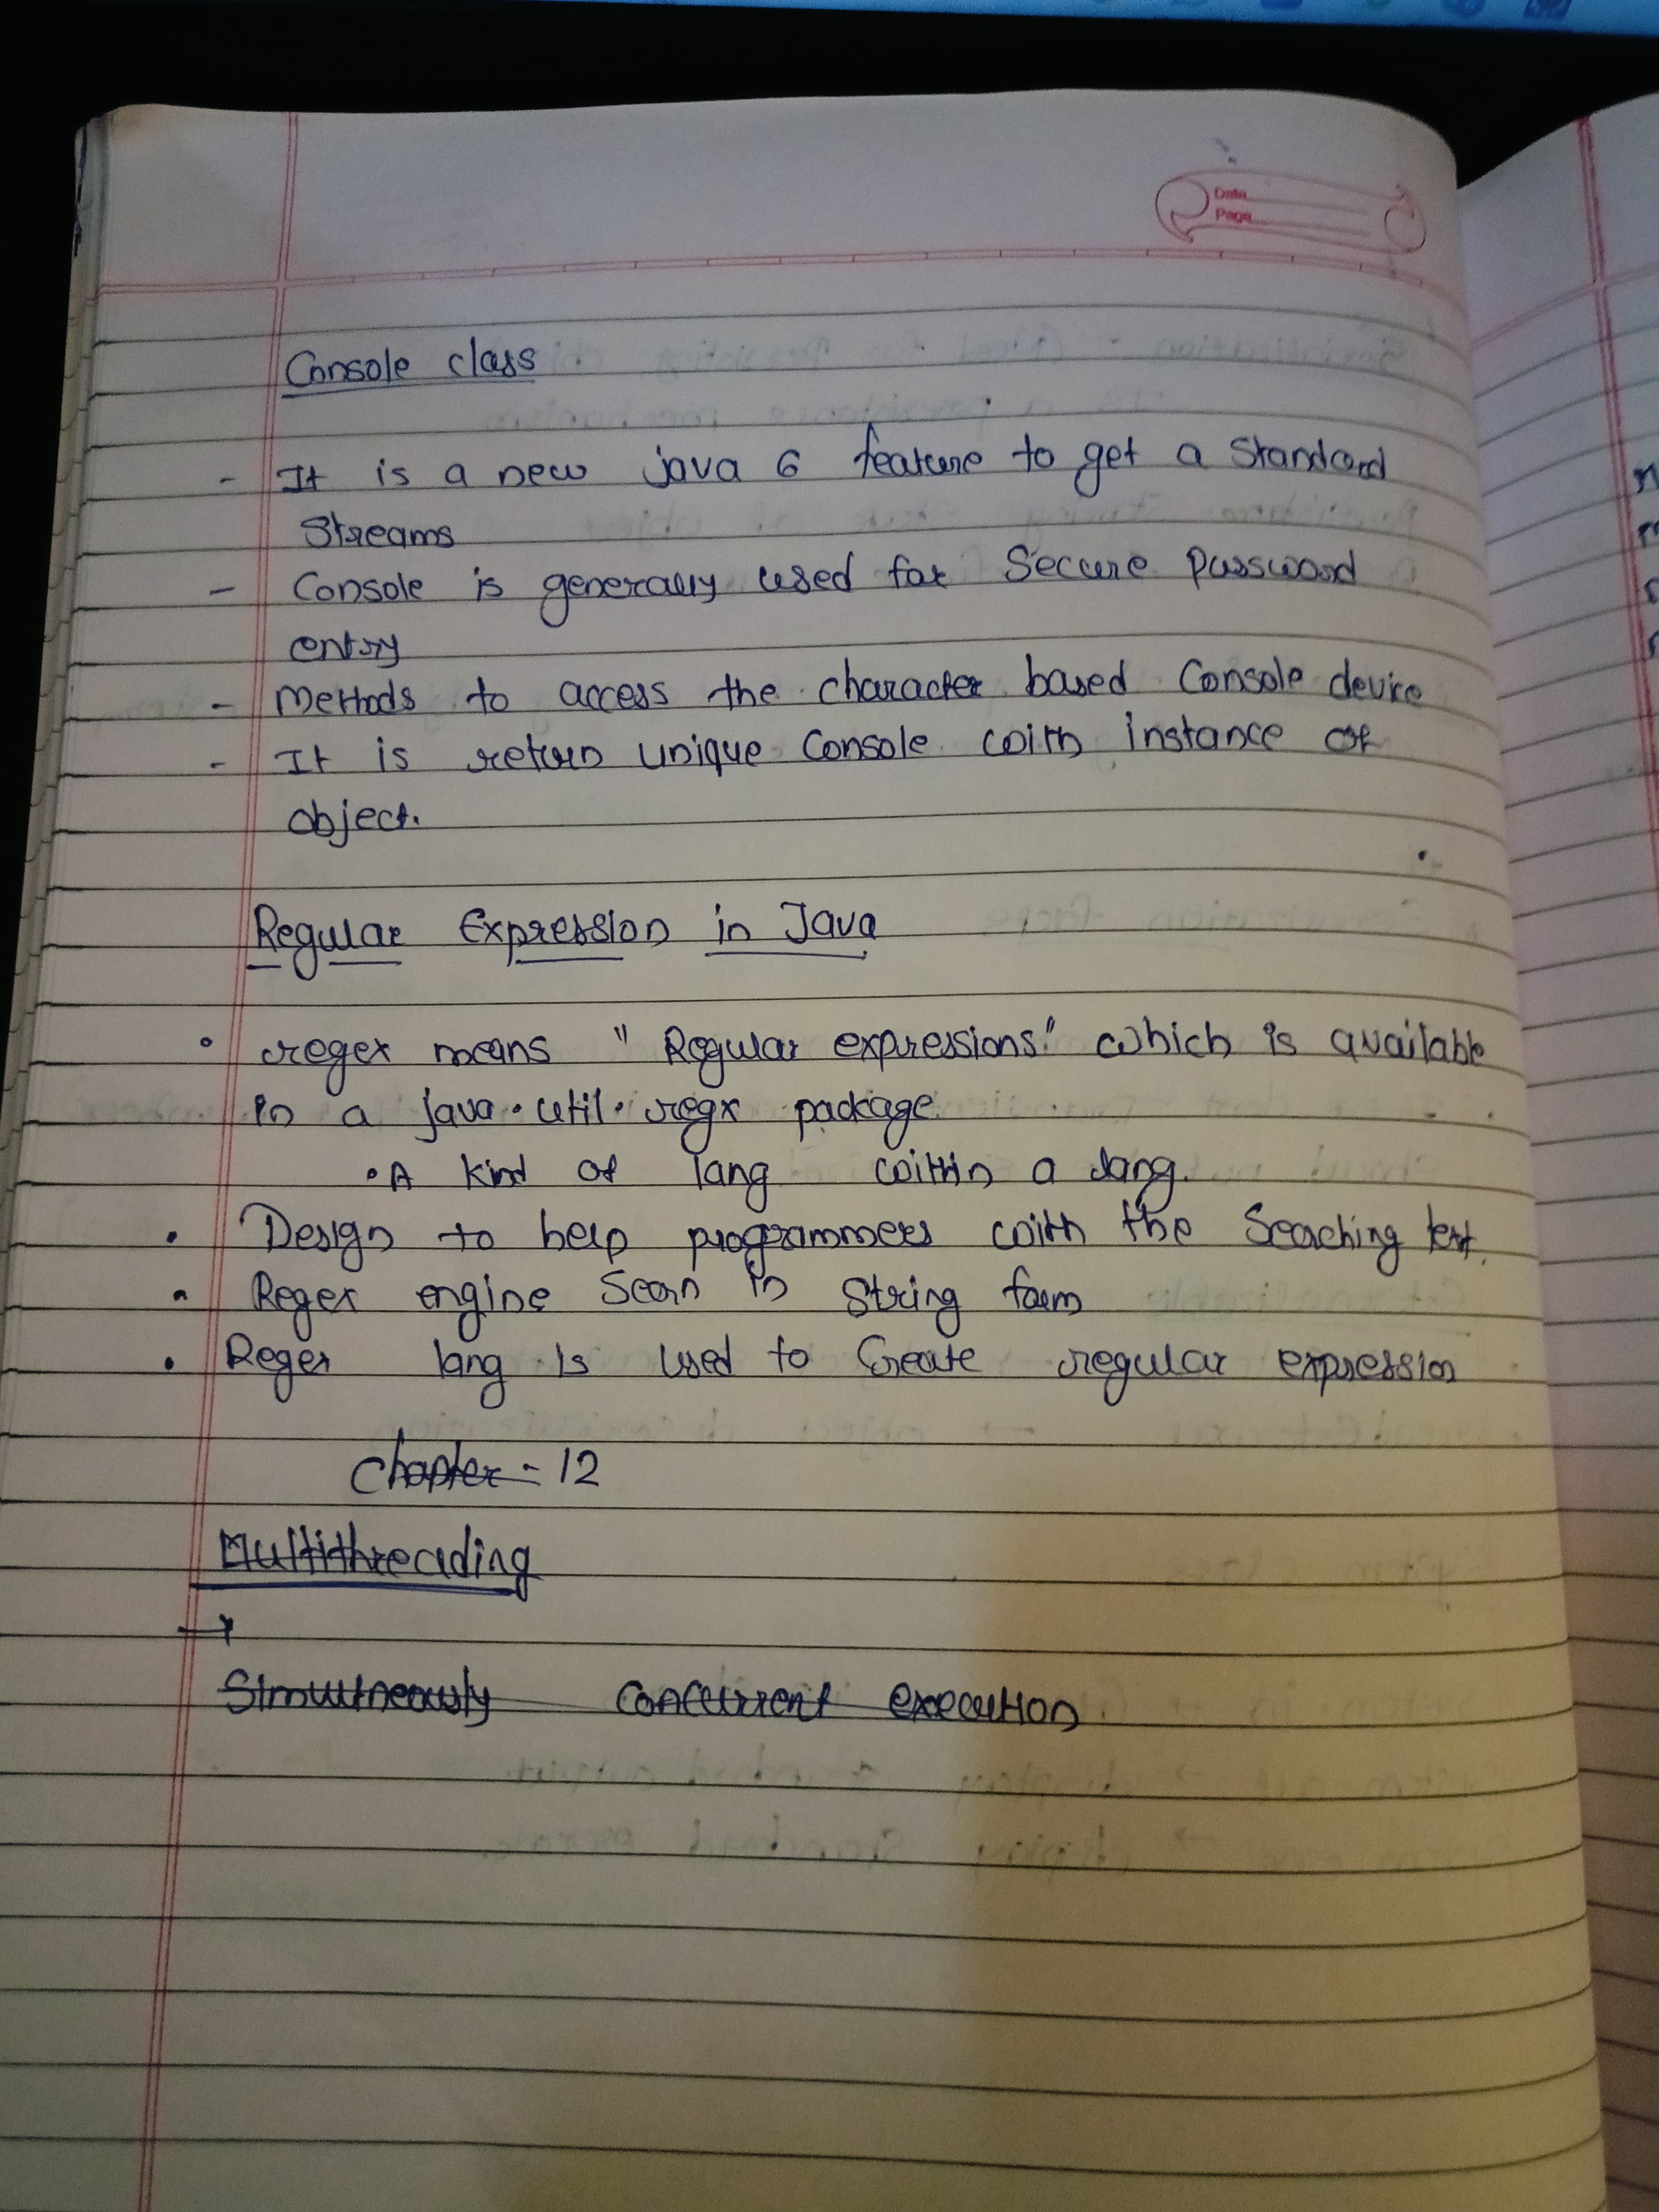 Date
Page
Console class
- It is a new java 6 feature to get a Standard
Streams
- Console is generally used for Secure Password
entry
- Methods to access the character based Console device
- It is return unique Console with instance of
object.
Regular Expression in Java
• regex means "Regular expressions." which is available
in a java.util.regx package.
• A kind of lang within a lang.
• Design to help programmers with the Searching text.
• Regex engine Scan in String form
• Regex lang is used to Create regular expression
Chapter - 12
Multithreading
→
Simultneously Concurrent execution